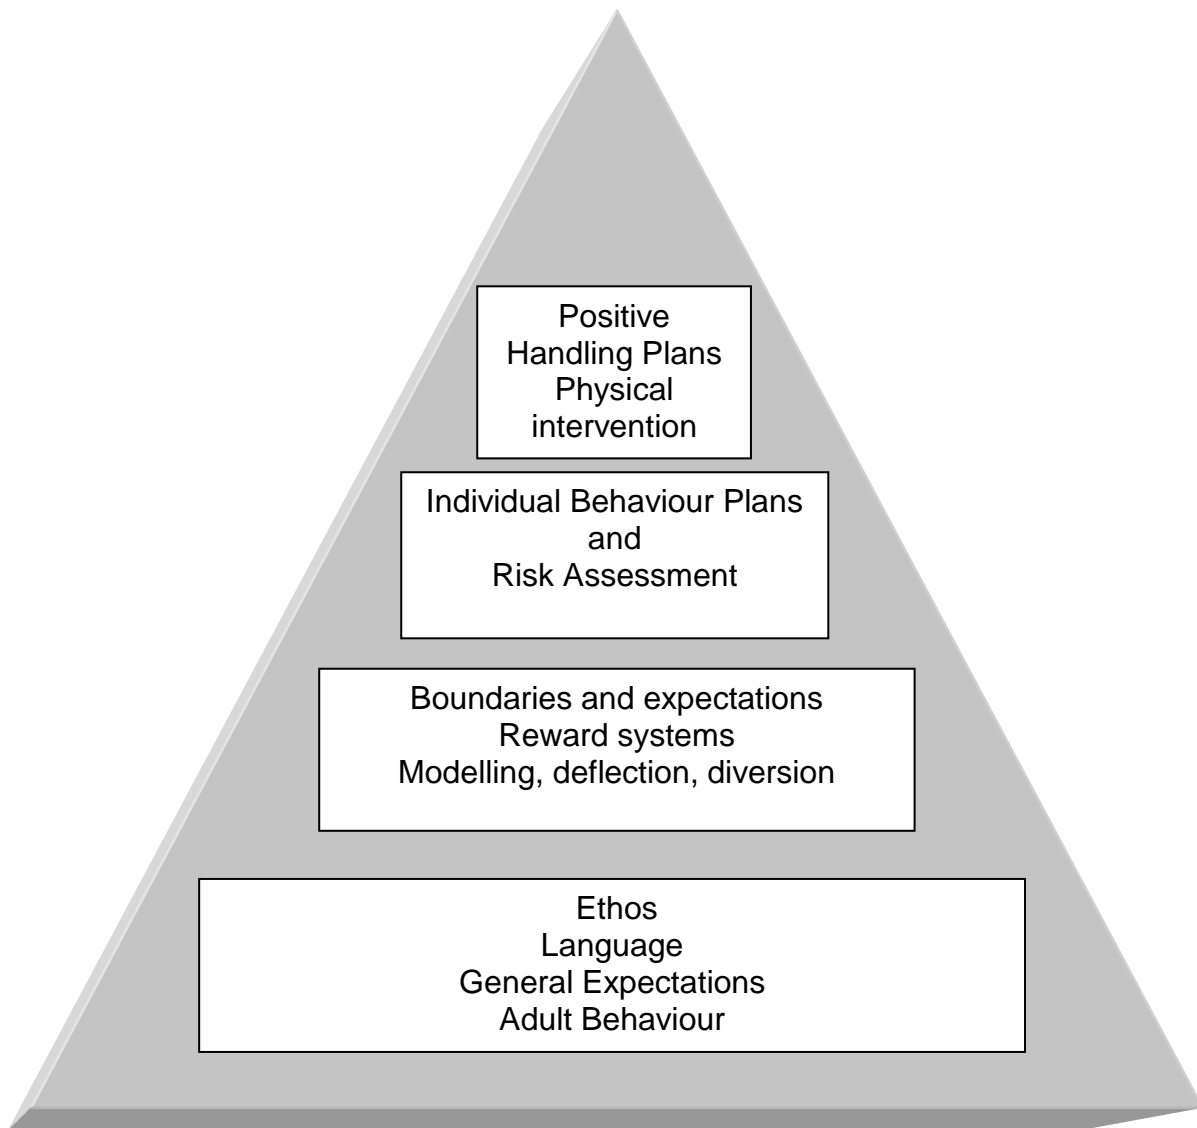 Positive
Handling Plans
Physical
intervention
Individual Behaviour Plans
and
Risk Assessment
Boundaries and expectations
Reward systems
Modelling, deflection, diversion
Ethos
Language
General Expectations
Adult Behaviour